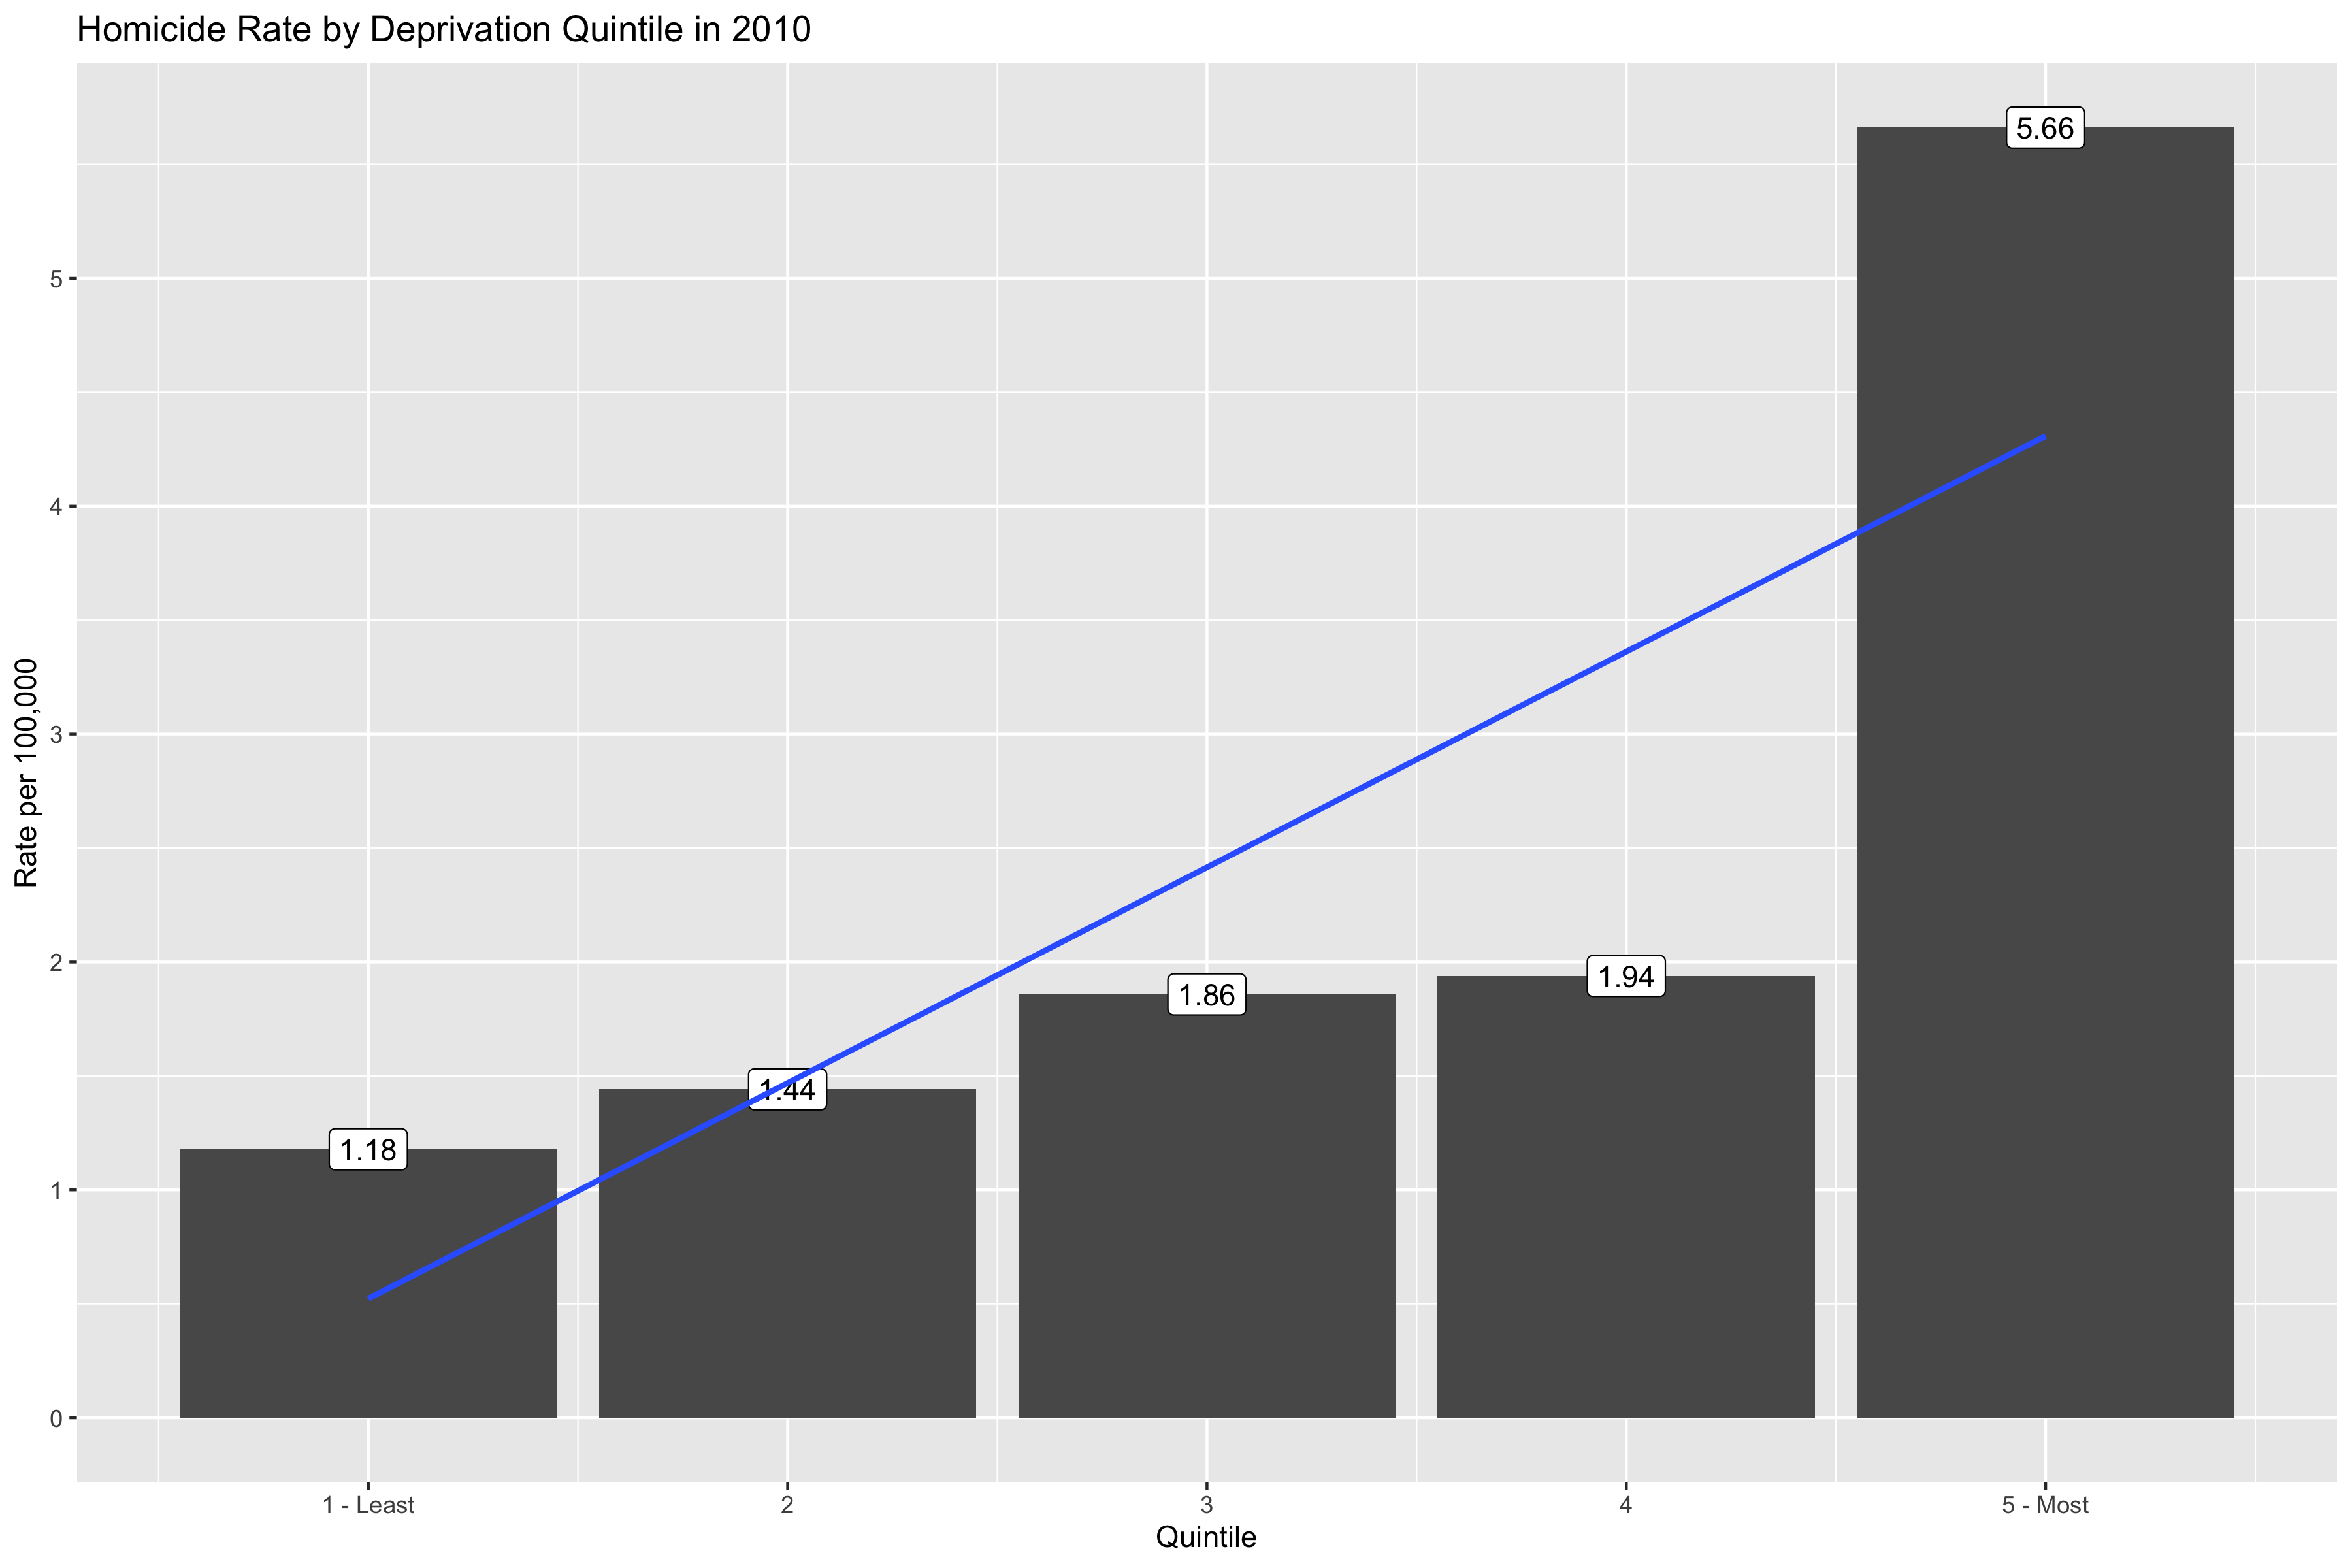 Homicide Rate by Deprivation Quintile in 2010
Rate per 100,000
5
4
3
2
1
0
5.66
1.94
1.86
1.44
1.18
1 - Least
2
3
4
5 - Most
Quintile